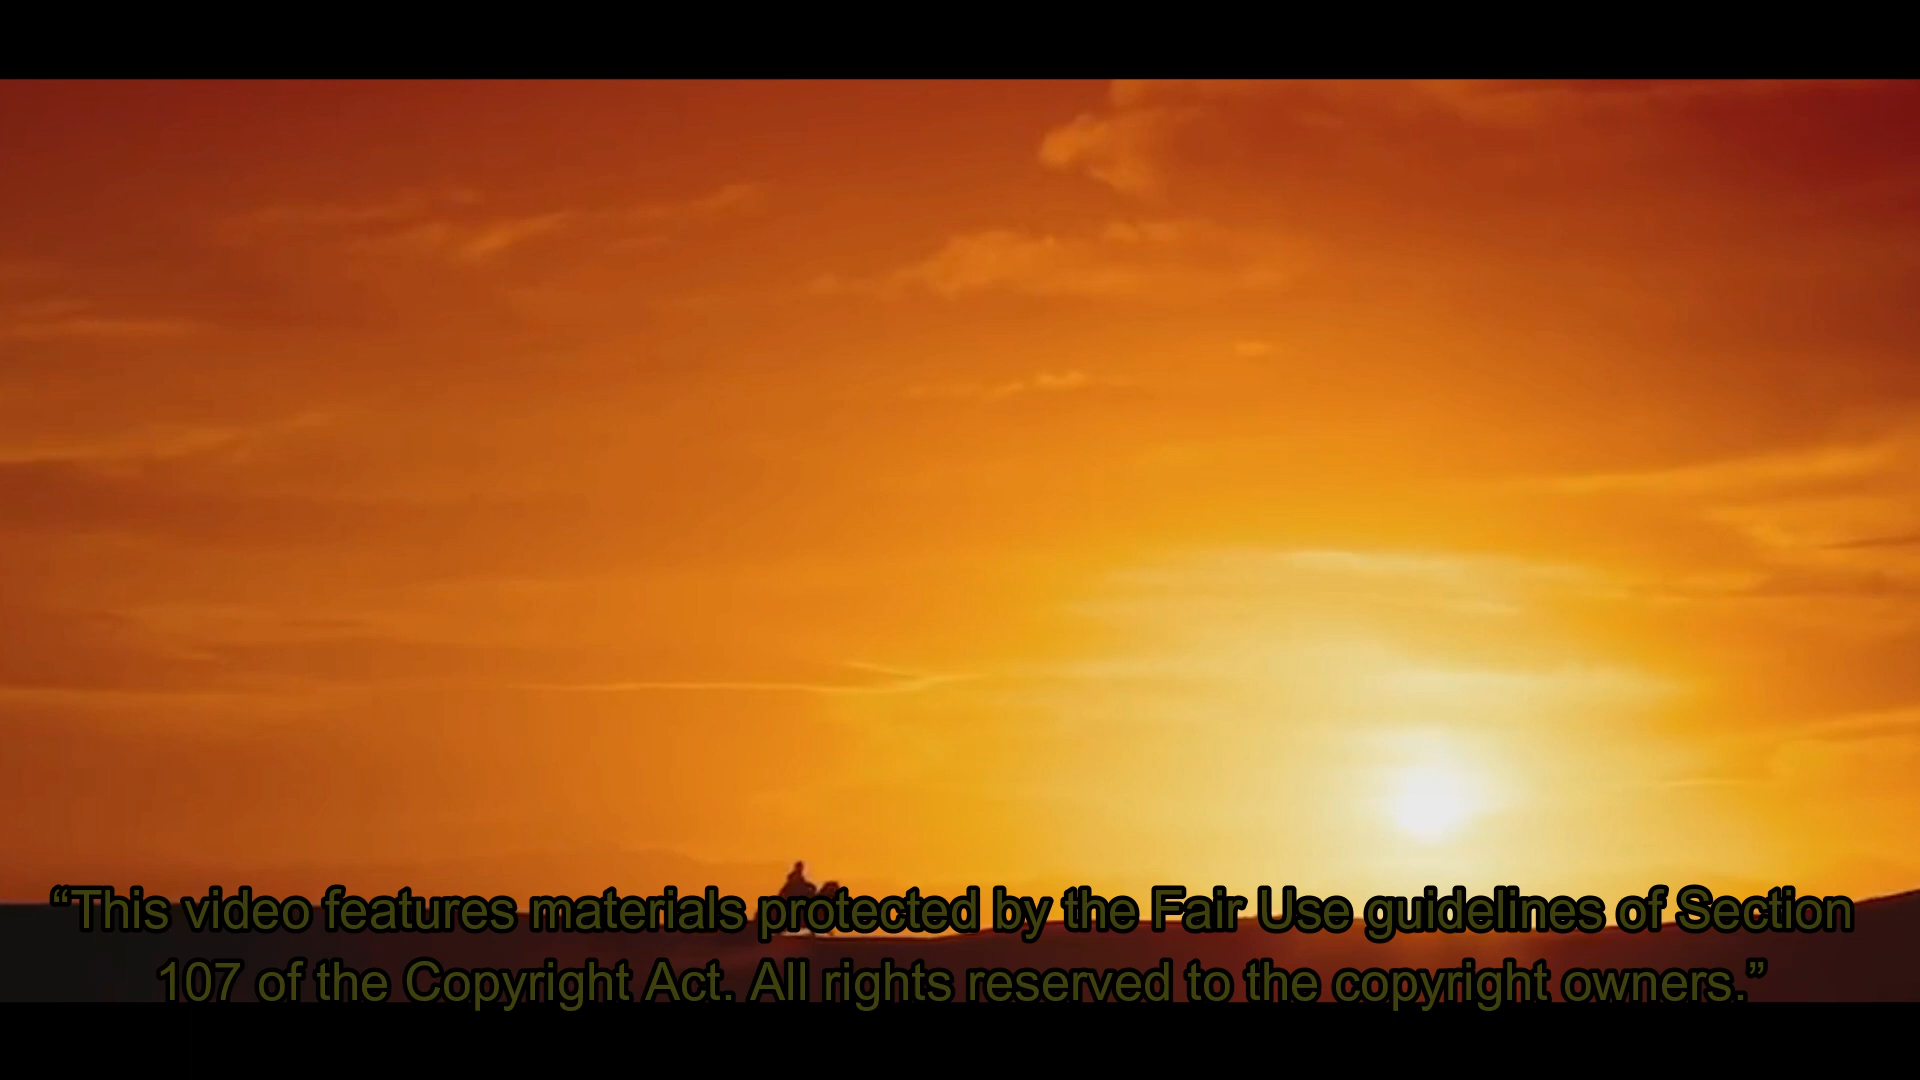 “This video features materials protected by the Fair Use guidelines of Section
107 of the Copyright Act. All rights reserved to the copyright owners.”